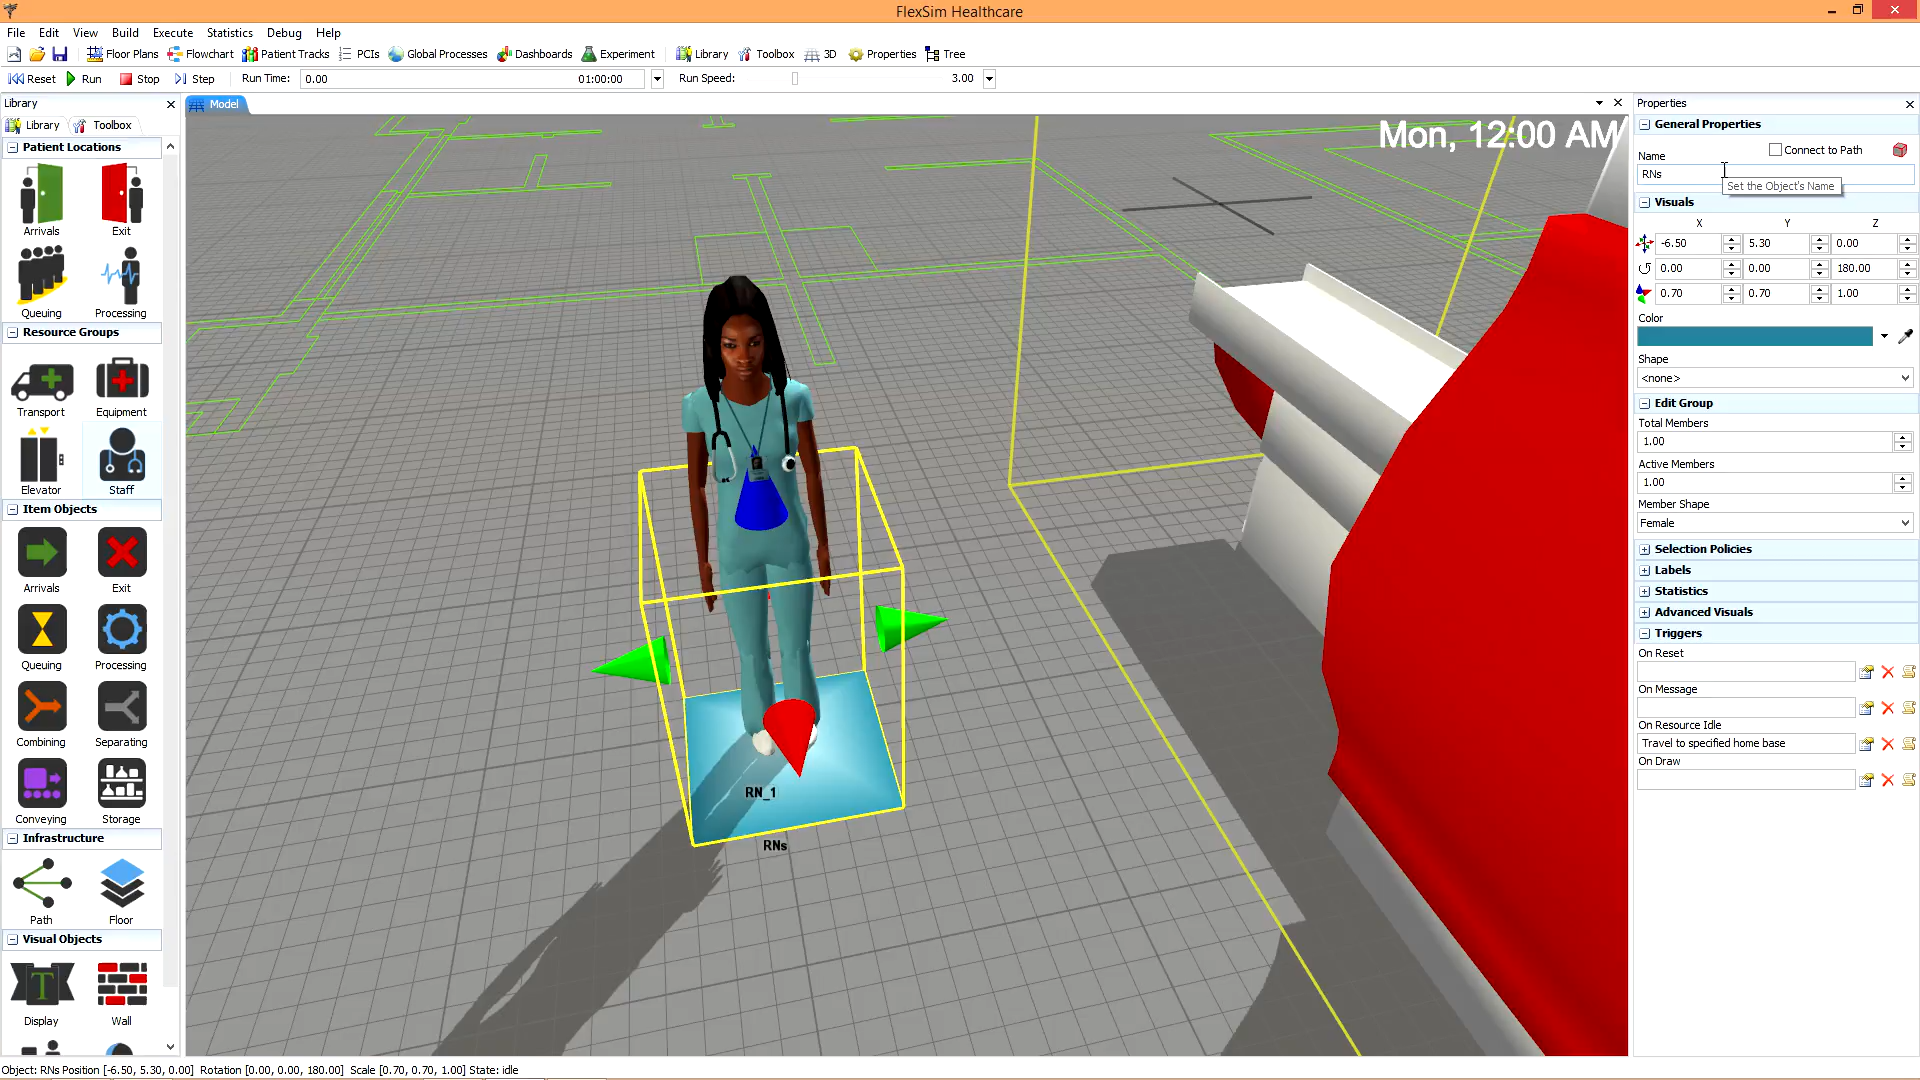 FlexSim Healthcare
File Edit View Build Execute Statistics Debug Help
Floor Plans Flowchart Patient Tracks PCIs Global Processes Dashboards Experiment Library Toolbox 3D Properties Tree
Reset Run Stop Step Run Time: 0.00 01:00:00 Run Speed: 3.00
Library
Library Toolbox
Patient Locations
Arrivals Exit
Queuing Processing
Resource Groups
Transport Equipment
Elevator Staff
Item Objects
Arrivals Exit
Queuing Processing
Combining Separating
Conveying Storage
Infrastructure
Path Floor
Visual Objects
T
Display Wall
Model
Mon, 12:00 AM
RN_1
RNs
Properties
General Properties
Connect to Path
Name
RNs
Set the Object's Name
Visuals
X Y Z
-6.50 5.30 0.00
0.00 0.00 180.00
0.70 0.70 1.00
Color
Shape
<none>
Edit Group
Total Members
1.00
Active Members
1.00
Member Shape
Female
Selection Policies
Labels
Statistics
Advanced Visuals
Triggers
On Reset
On Message
On Resource Idle
Travel to specified home base
On Draw
Object: RNs Position [-6.50, 5.30, 0.00] Rotation [0.00, 0.00, 180.00] Scale [0.70, 0.70, 1.00] State: idle